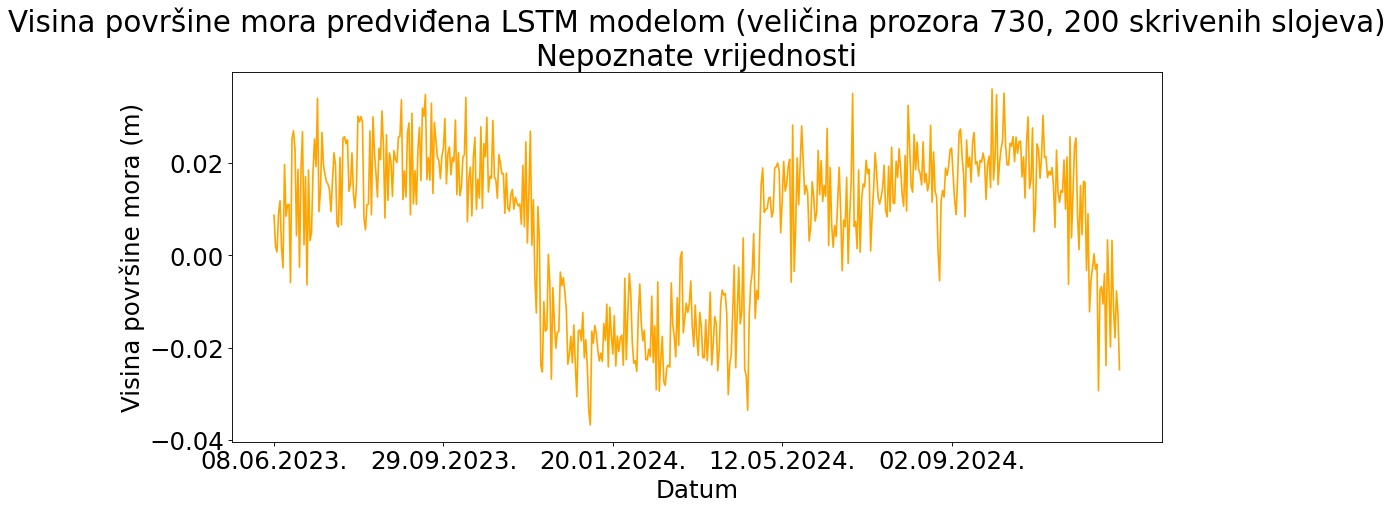 Visina površine mora predviđena LSTM modelom (veličina prozora 730, 200 skrivenih slojeva)
Nepoznate vrijednosti
Visina površine mora (m)
0.02
0.00
−0.02
−0.04
08.06.2023. 29.09.2023. 20.01.2024. 12.05.2024. 02.09.2024.
Datum